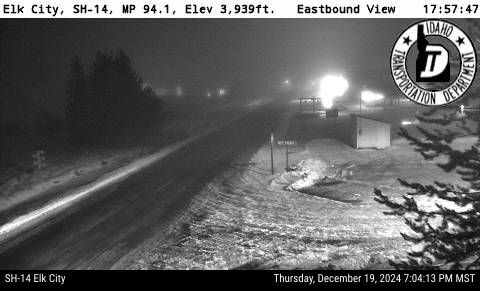 Elk City, SH-14, MP 94.1, Elev 3,939ft. Eastbound View 17:57:47
IDAHO
TRANSPORTATION DEPARTMENT
SH-14 Elk City Thursday, December 19, 2024 7:04:13 PM MST